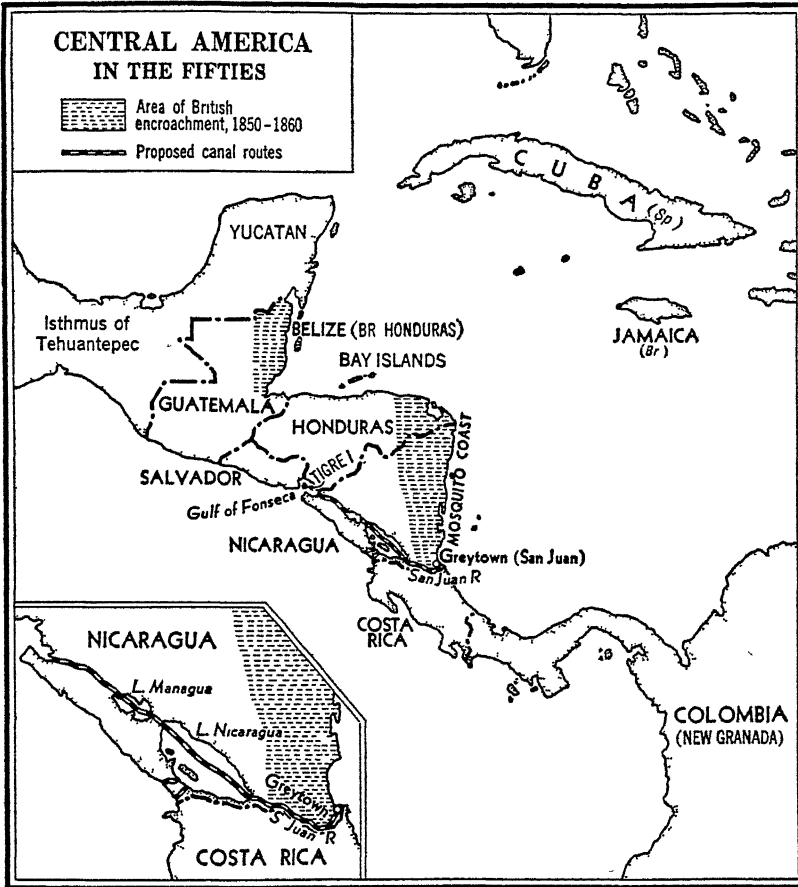 CENTRAL AMERICA
IN THE FIFTIES
Area of British
encroachment, 1850-1860
Proposed canal routes
CUBA (Sp)
YUCATAN
Isthmus of
Tehuantepec
BELIZE (BR HONDURAS)
JAMAICA
(Br)
BAY ISLANDS
GUATEMALA
HONDURAS
MOSQUITO COAST
SALVADOR
TIGRE I
Gulf of Fonseca
NICARAGUA
Greytown (San Juan)
San Juan R
COSTA
RICA
COLOMBIA
(NEW GRANADA)
NICARAGUA
L. Managua
L. Nicaragua
Greytown
S Juan R
COSTA RICA